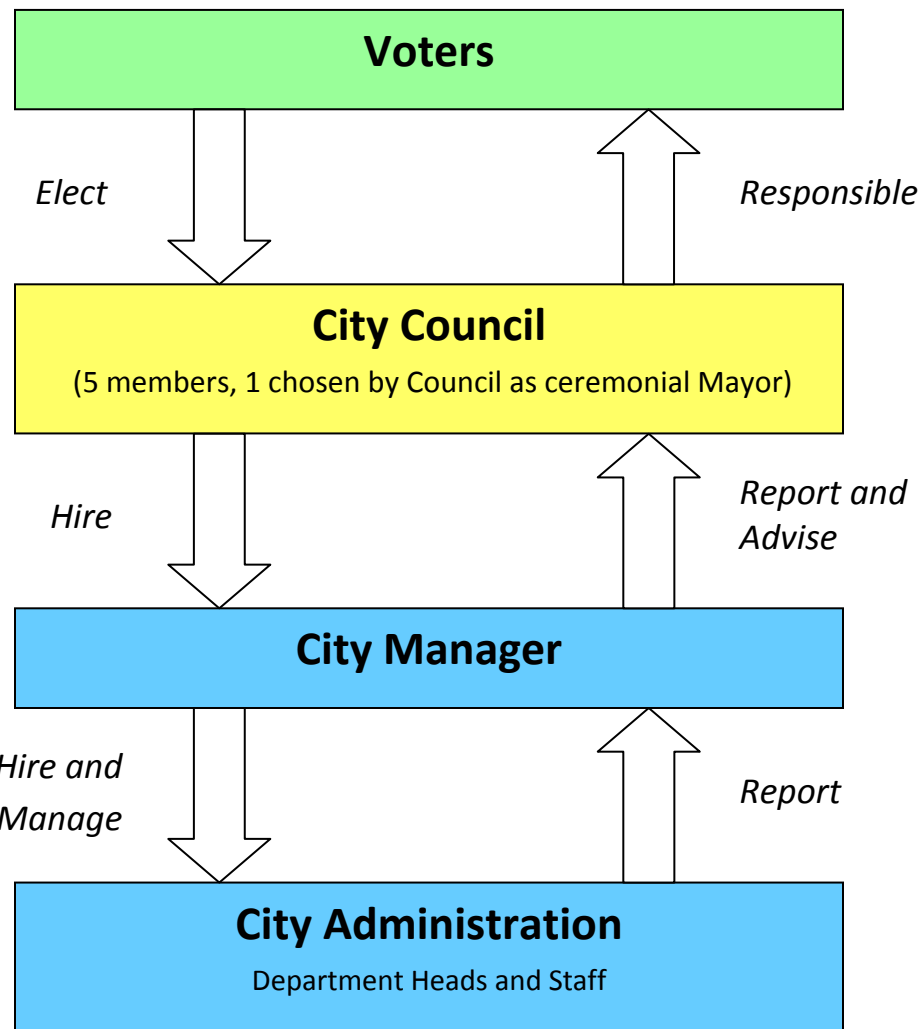 Voters
Elect
Responsible
City Council
(5 members, 1 chosen by Council as ceremonial Mayor)
Hire
Report and
Advise
City Manager
Hire and
Manage
Report
City Administration
Department Heads and Staff